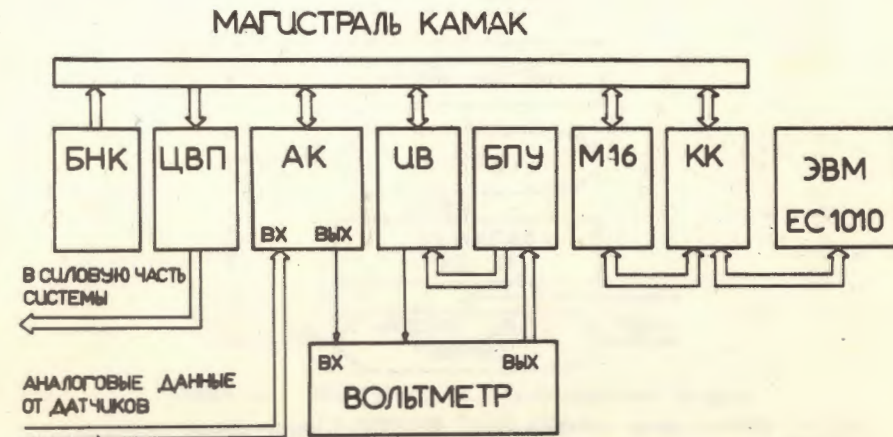 МАГИСТРАЛЬ КАМАК
БНК
ЦВП
АК
ИВ
БПУ
М16
КК
ЭВМ
ЕС1010
ВХ
ВЫХ
В СИЛОВУЮ ЧАСТЬ
СИСТЕМЫ
АНАЛОГОВЫЕ ДАННЫЕ
ОТ ДАТЧИКОВ
ВХ
ВЫХ
ВОЛЬТМЕТР